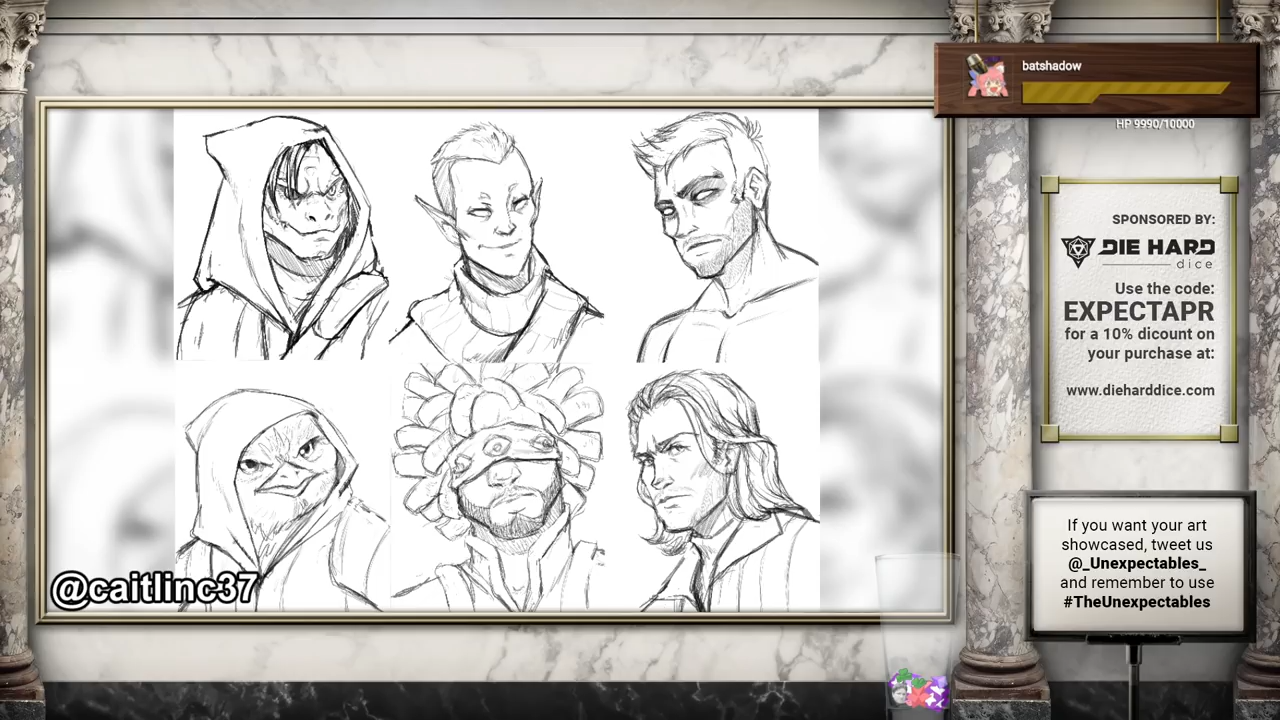 batshadow
HP 9990/10000
SPONSORED BY:
DIE HARD
dice
Use the code:
EXPECTAPR
for a 10% dicount on
your purchase at:
www.dieharddice.com
If you want your art
showcased, tweet us
@_Unexpectables_
and remember to use
#TheUnexpectables
@caitlinc37